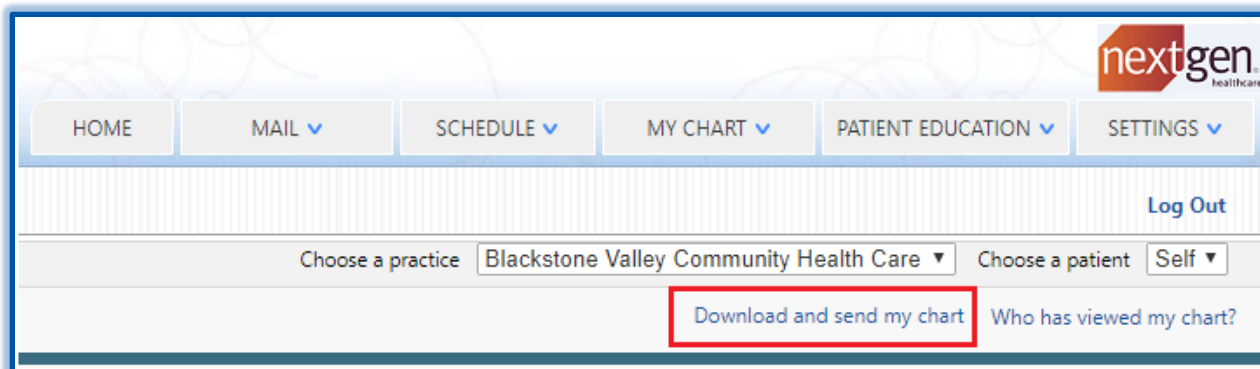 nextgen
healthcare
HOME MAIL SCHEDULE MY CHART PATIENT EDUCATION SETTINGS
Log Out
Choose a practice Blackstone Valley Community Health Care Choose a patient Self
Download and send my chart Who has viewed my chart?